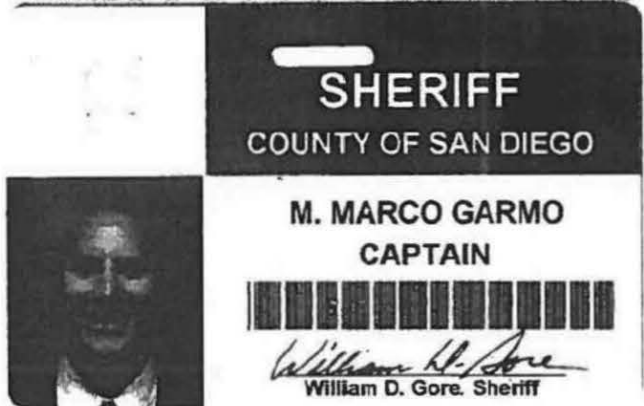 SHERIFF
COUNTY OF SAN DIEGO
M. MARCO GARMO
CAPTAIN
William D. Gore
William D. Gore. Sheriff